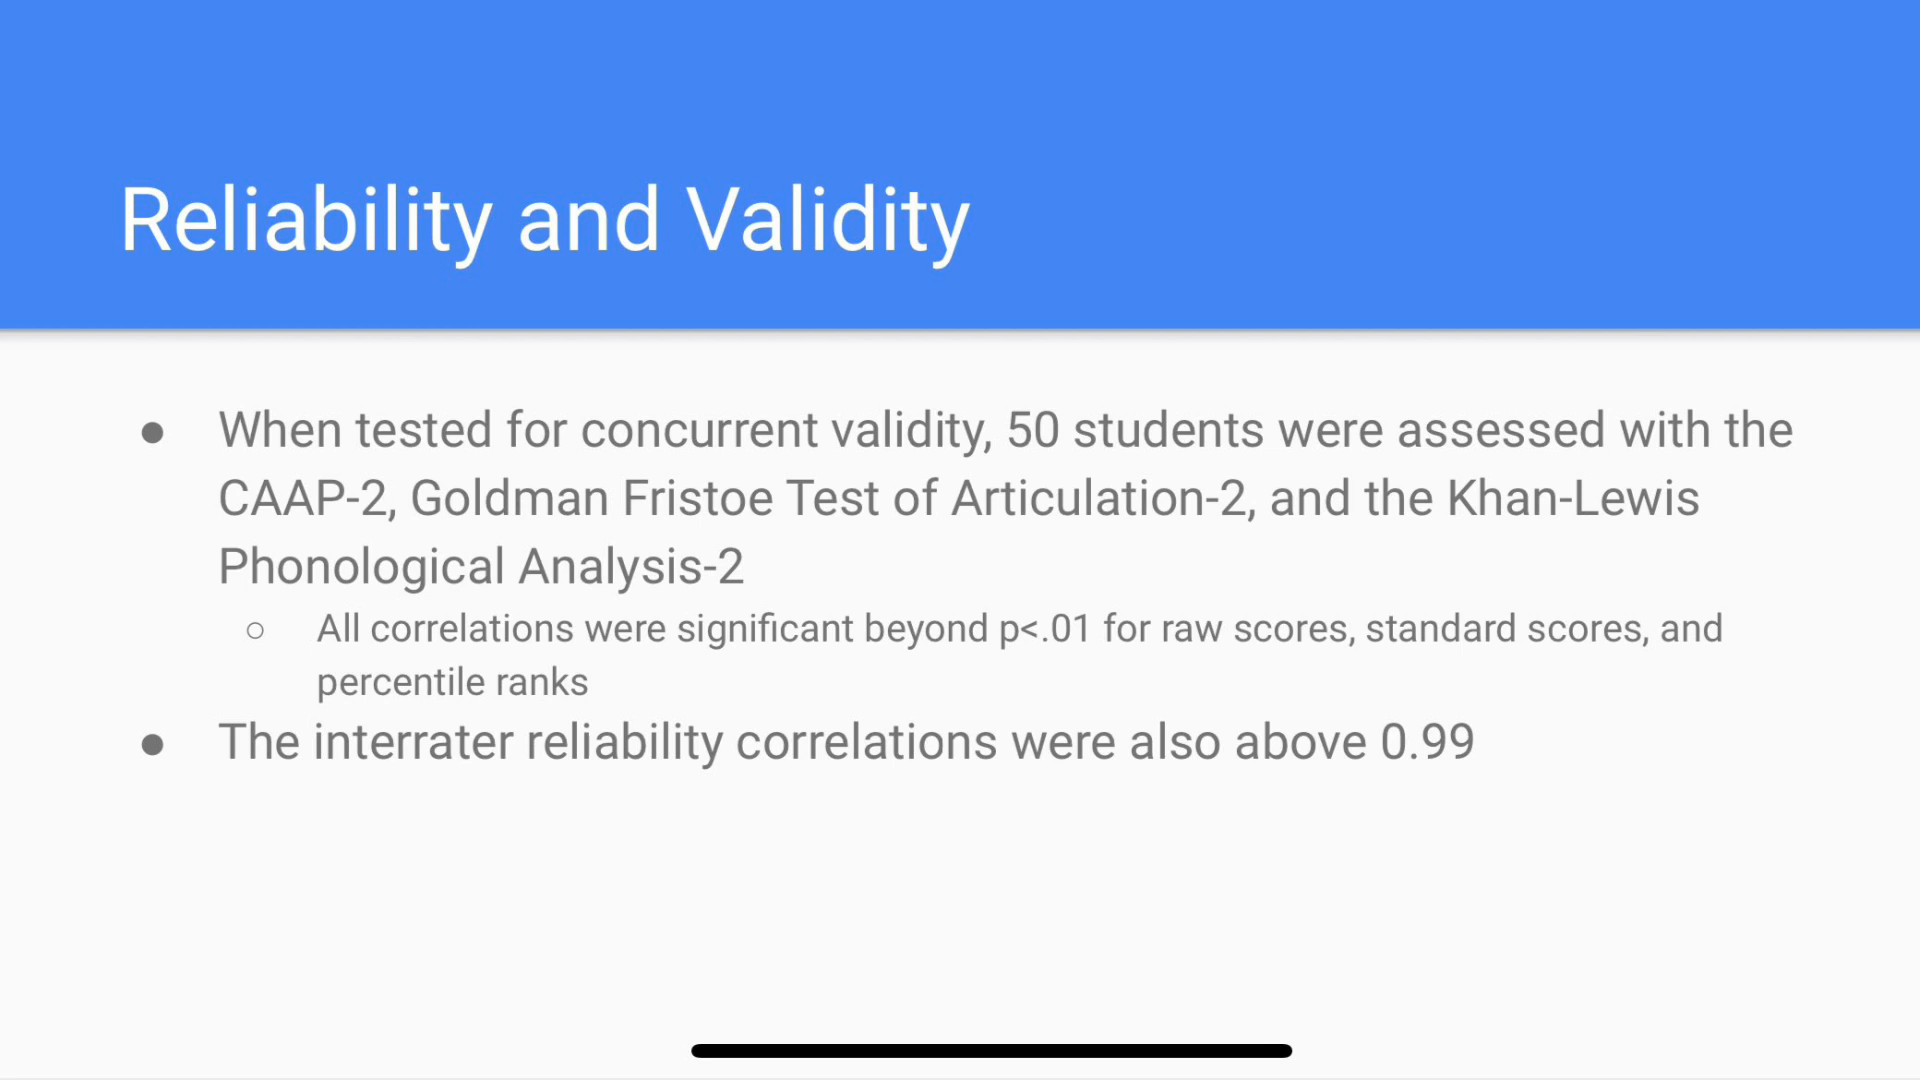 Reliability and Validity
● When tested for concurrent validity, 50 students were assessed with the
CAAP-2, Goldman Fristoe Test of Articulation-2, and the Khan-Lewis
Phonological Analysis-2
○ All correlations were significant beyond p<.01 for raw scores, standard scores, and
percentile ranks
● The interrater reliability correlations were also above 0.99